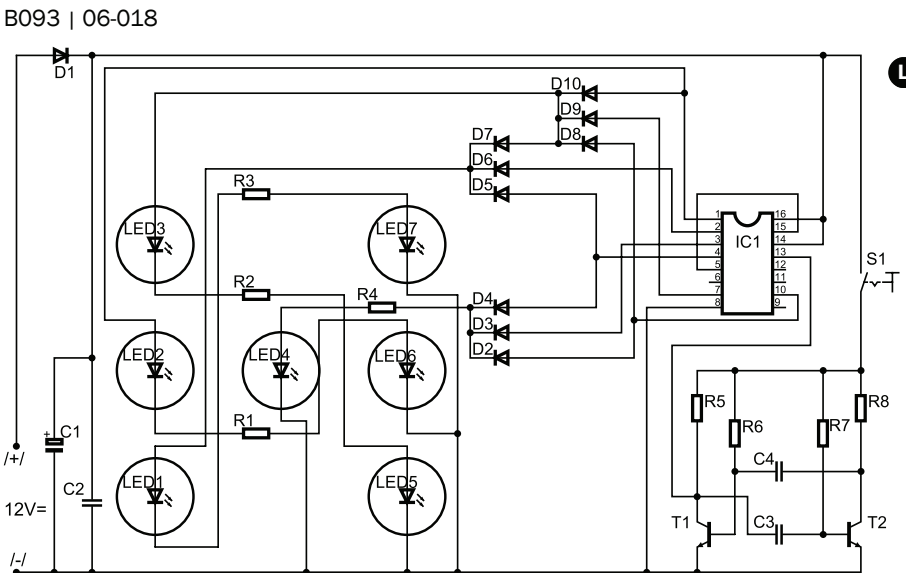 B093 | 06-018
L
D1
D10
D9
D8
D7
D6
D5
R3
LED3
LED7
1
2
3
4
5
6
7
8
IC1
16
15
14
13
12
11
10
9
S1
R2
R4
D4
D3
D2
LED2
LED4
LED6
R1
R5
R6
R7
R8
+
C1
/+/
C2
12V=
LED1
LED5
C4
C3
T1
T2
/-/